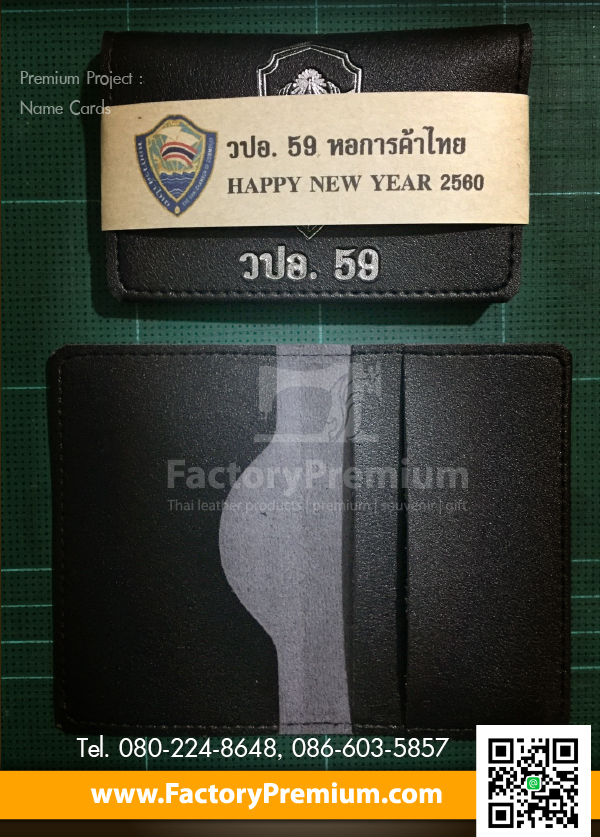 Premium Project :
Name Cards
วปอ. 59 หอการค้าไทย
HAPPY NEW YEAR 2560
วปอ. 59
FactoryPremium
Thai leather products | premium | souvenir | gift
Tel. 080-224-8648, 086-603-5857
www.FactoryPremium.com